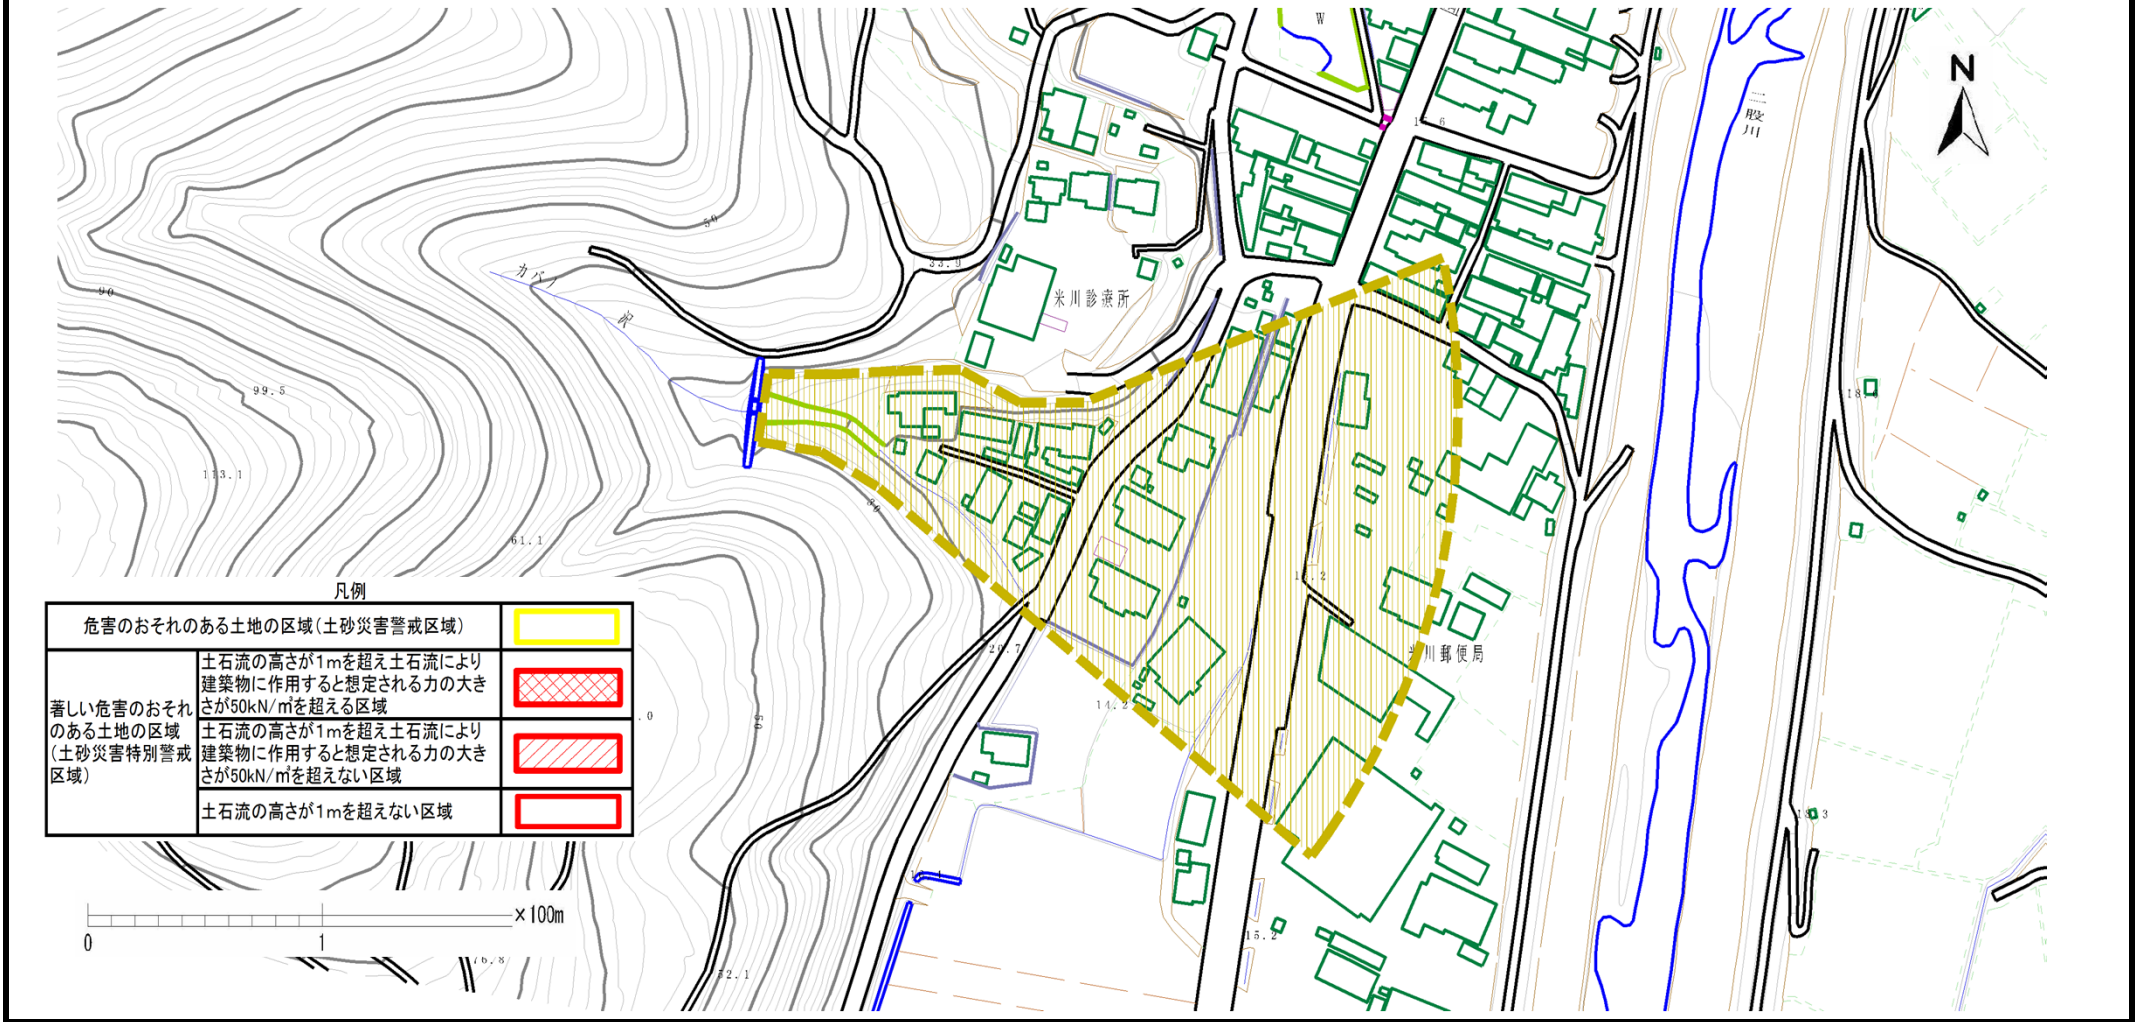 W
N
二股川
50
カバノ沢
33.9
米川診療所
90
99.5
113.1
61.1
30
20.7
14.2
米川郵便局
50
15.2
52.1
76.8
凡例
危害のおそれのある土地の区域(土砂災害警戒区域)
著しい危害のおそれ
のある土地の区域
(土砂災害特別警戒
区域)
土石流の高さが1mを超え土石流により
建築物に作用すると想定される力の大き
さが50kN/㎡を超える区域
土石流の高さが1mを超え土石流により
建築物に作用すると想定される力の大き
さが50kN/㎡を超えない区域
土石流の高さが1mを超えない区域
×100m
0
1